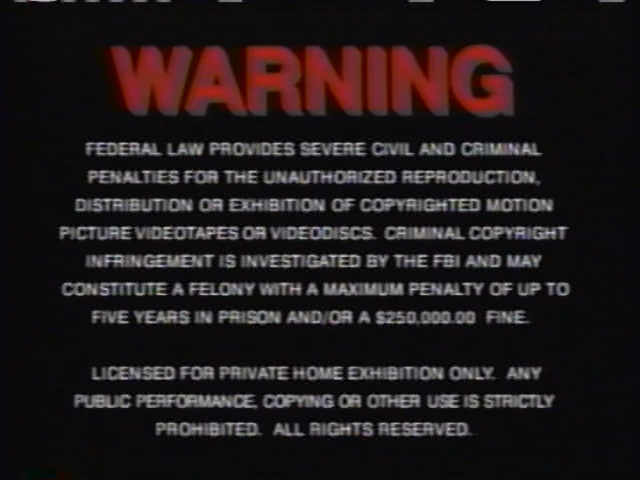 WARNING
FEDERAL LAW PROVIDES SEVERE CIVIL AND CRIMINAL
PENALTIES FOR THE UNAUTHORIZED REPRODUCTION,
DISTRIBUTION OR EXHIBITION OF COPYRIGHTED MOTION
PICTURE VIDEOTAPES OR VIDEODISCS. CRIMINAL COPYRIGHT
INFRINGEMENT IS INVESTIGATED BY THE FBI AND MAY
CONSTITUTE A FELONY WITH A MAXIMUM PENALTY OF UP TO
FIVE YEARS IN PRISON AND/OR A $250,000.00 FINE.
LICENSED FOR PRIVATE HOME EXHIBITION ONLY. ANY
PUBLIC PERFORMANCE, COPYING OR OTHER USE IS STRICTLY
PROHIBITED. ALL RIGHTS RESERVED.